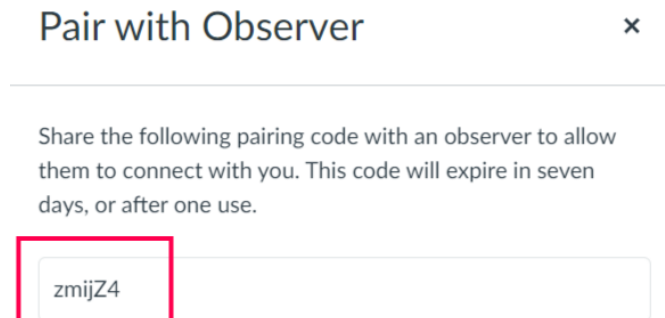 Pair with Observer
Share the following pairing code with an observer to allow
them to connect with you. This code will expire in seven
days, or after one use.
zmijZ4